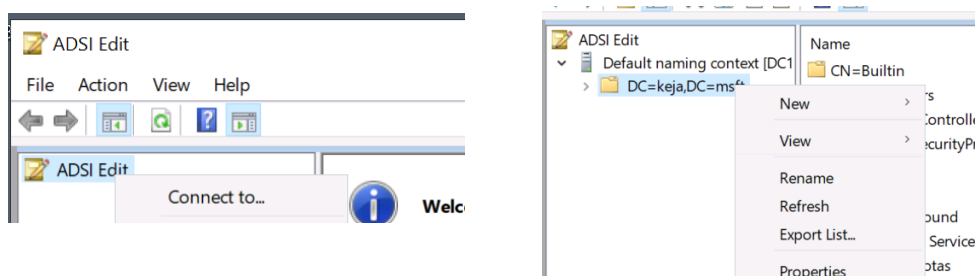 ADSI Edit
File Action View Help
ADSI Edit
Connect to...
ADSI Edit
Default naming context [DC1
DC=keja,DC=msft
New
View
Rename
Refresh
Export List...
Properties
Name
CN=Builtin